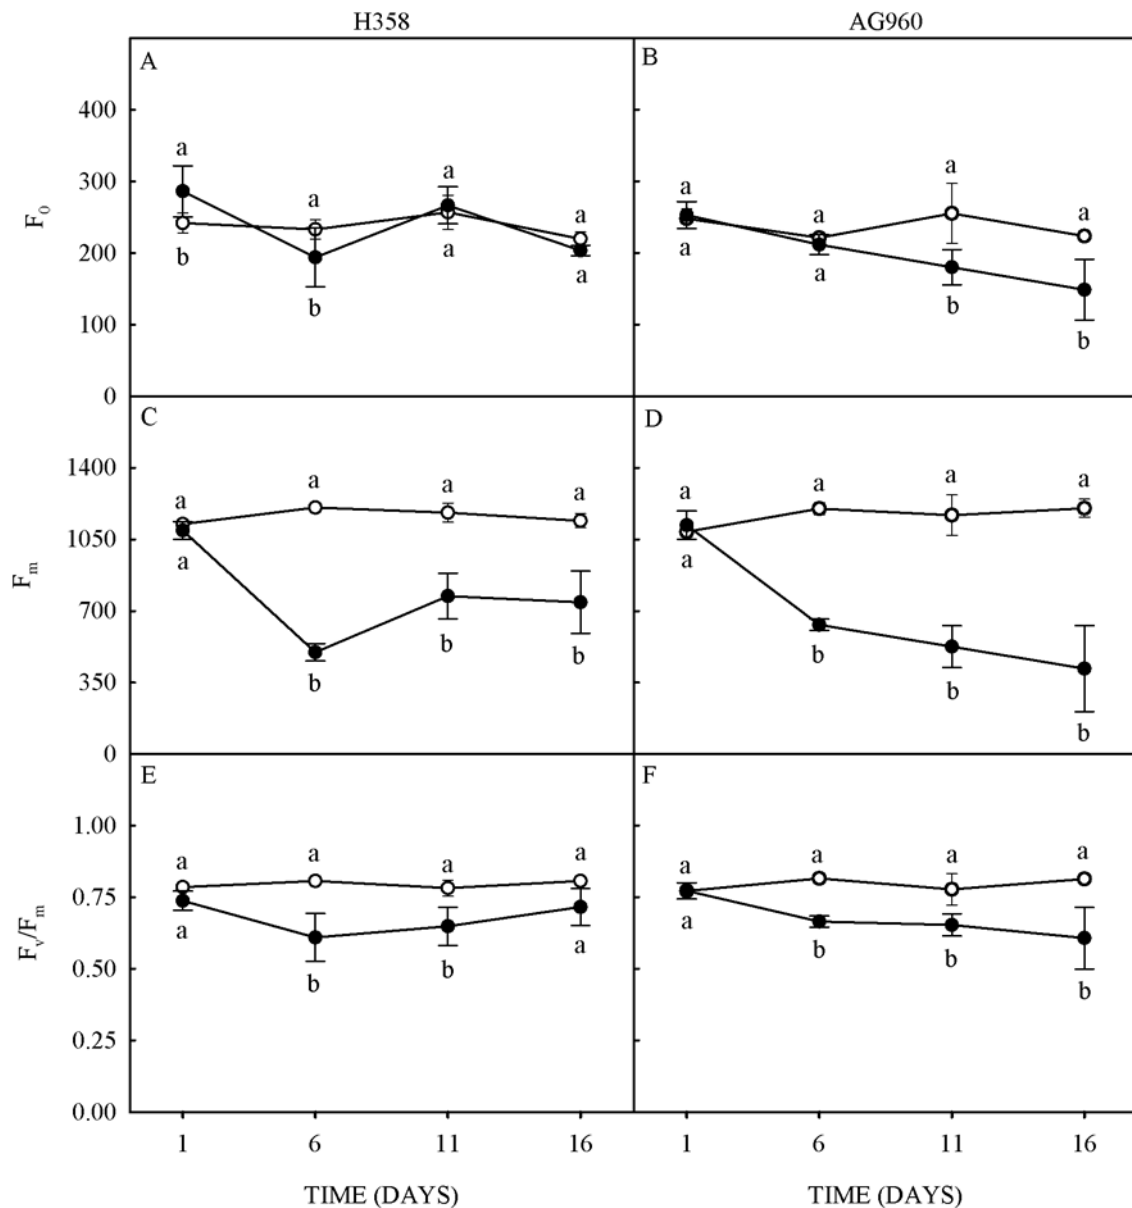 H358 AG960
A B
400
300
200
100
0
F0
a a a a
b b a a
a a a a
a a b b
C D
1400
1050
700
350
0
Fm
a a a a
a b b b
a a a a
a b b b
E F
1.00
0.75
0.50
0.25
0.00
Fv/Fm
a a a a
a b b a
a a a a
a b b b
1 6 11 16 1 6 11 16
TIME (DAYS) TIME (DAYS)